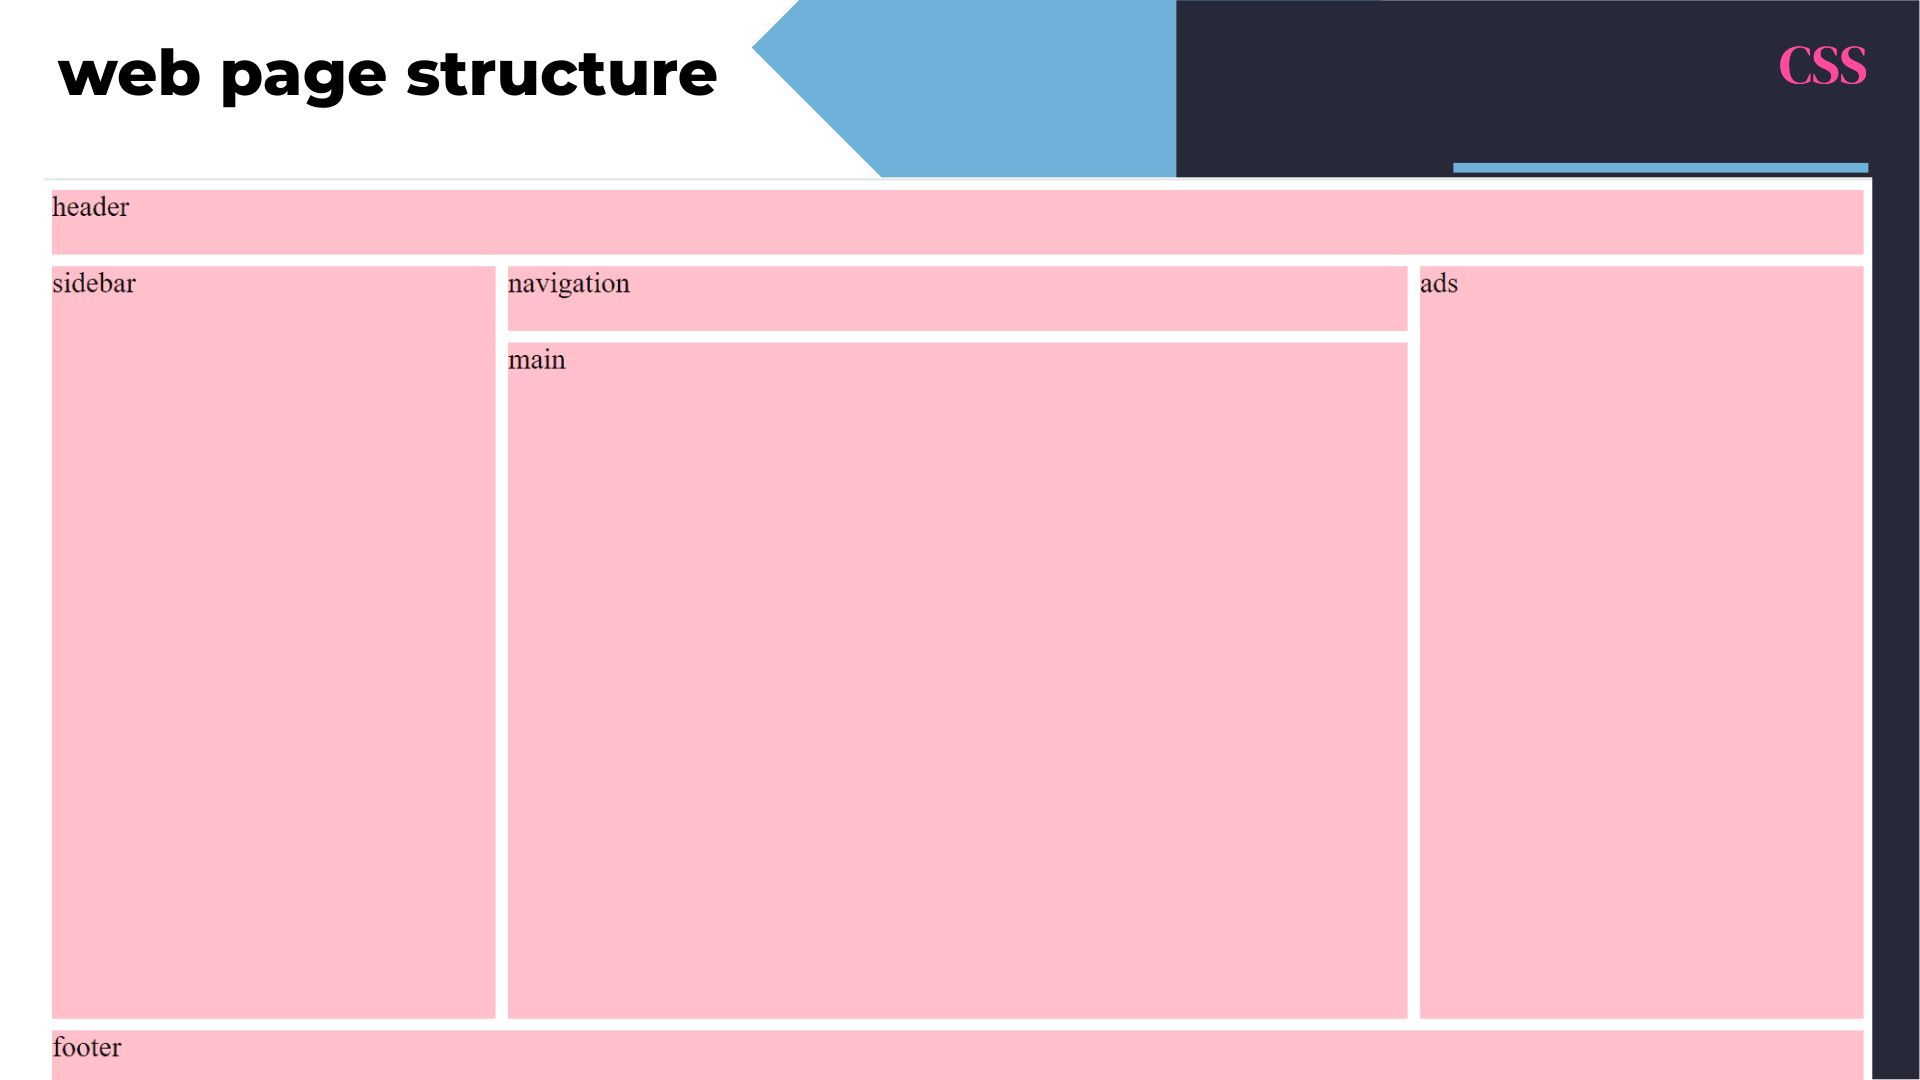 web page structure
CSS
header
sidebar
navigation
ads
main
footer